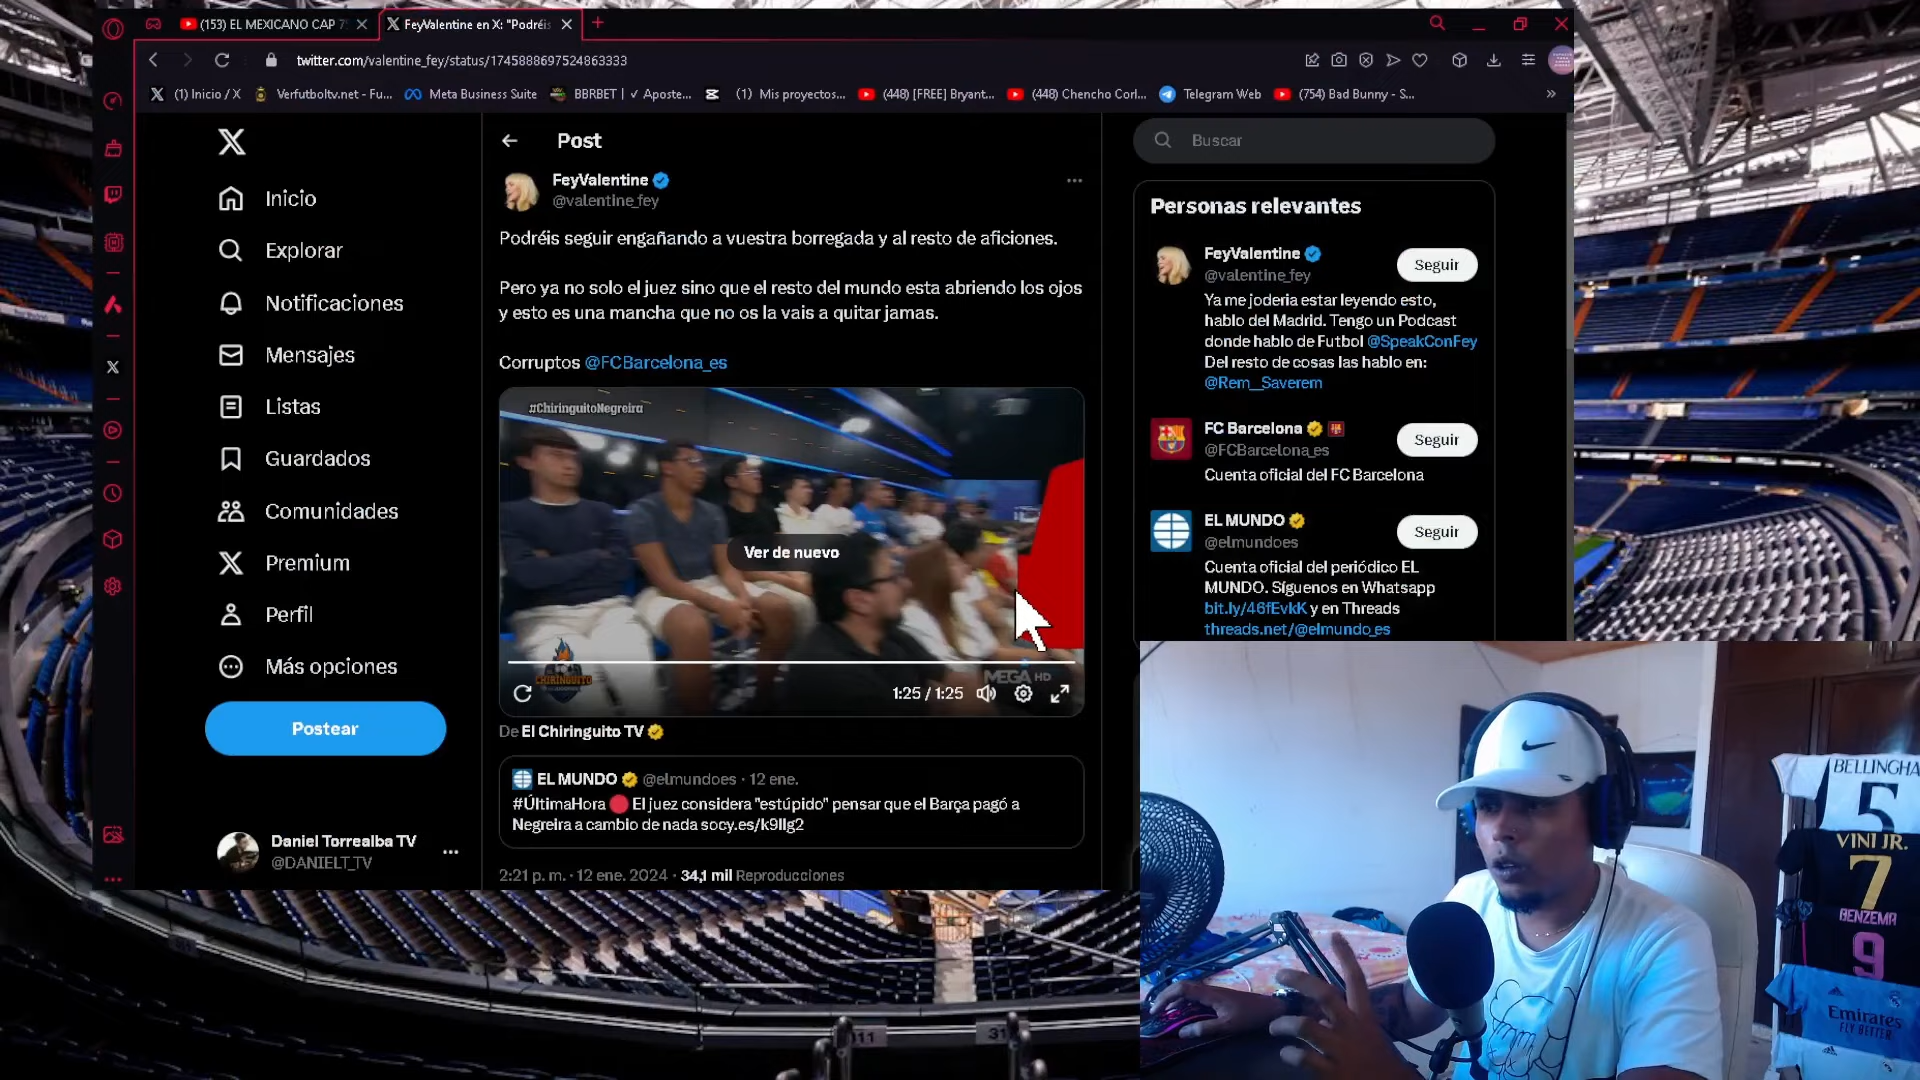 (153) EL MEXICANO CAP 7
FeyValentine en X: "Podréis
twitter.com/valentine_fey/status/1745888697524863333
(1) Inicio / X
Verfutboltv.net - Fu...
Meta Business Suite
BBRBET | ✓ Aposte...
(1) Mis proyectos...
(448) [FREE] Bryant...
(448) Chencho Corl...
Telegram Web
(754) Bad Bunny - S...
Inicio
Explorar
Notificaciones
Mensajes
Listas
Guardados
Comunidades
Premium
Perfil
Más opciones
Postear
Daniel Torrealba TV
@DANIELT_TV
Post
FeyValentine
@valentine_fey
Podréis seguir engañando a vuestra borregada y al resto de aficiones.
Pero ya no solo el juez sino que el resto del mundo esta abriendo los ojos
y esto es una mancha que no os la vais a quitar jamas.
Corruptos @FCBarcelona_es
#ChiringuitoNegreira
Ver de nuevo
CHIRINGUITO
MEGA HD
1:25 / 1:25
De El Chiringuito TV
EL MUNDO @elmundoes · 12 ene.
#ÚltimaHora 🔴 El juez considera "estúpido" pensar que el Barça pagó a
Negreira a cambio de nada socy.es/k9llg2
2:21 p. m. · 12 ene. 2024 · 34,1 mil Reproducciones
Buscar
Personas relevantes
FeyValentine
@valentine_fey
Seguir
Ya me joderia estar leyendo esto,
hablo del Madrid. Tengo un Podcast
donde hablo de Futbol @SpeakConFey
Del resto de cosas las hablo en:
@Rem_Saverem
FC Barcelona
@FCBarcelona_es
Seguir
Cuenta oficial del FC Barcelona
EL MUNDO
@elmundoes
Seguir
Cuenta oficial del periódico EL
MUNDO. Síguenos en Whatsapp
bit.ly/46fEvkK y en Threads
threads.net/@elmundo_es
BELLINGHA
5
VINI JR.
7
BENZEMA
9
Emirates
FLY BETTER
311